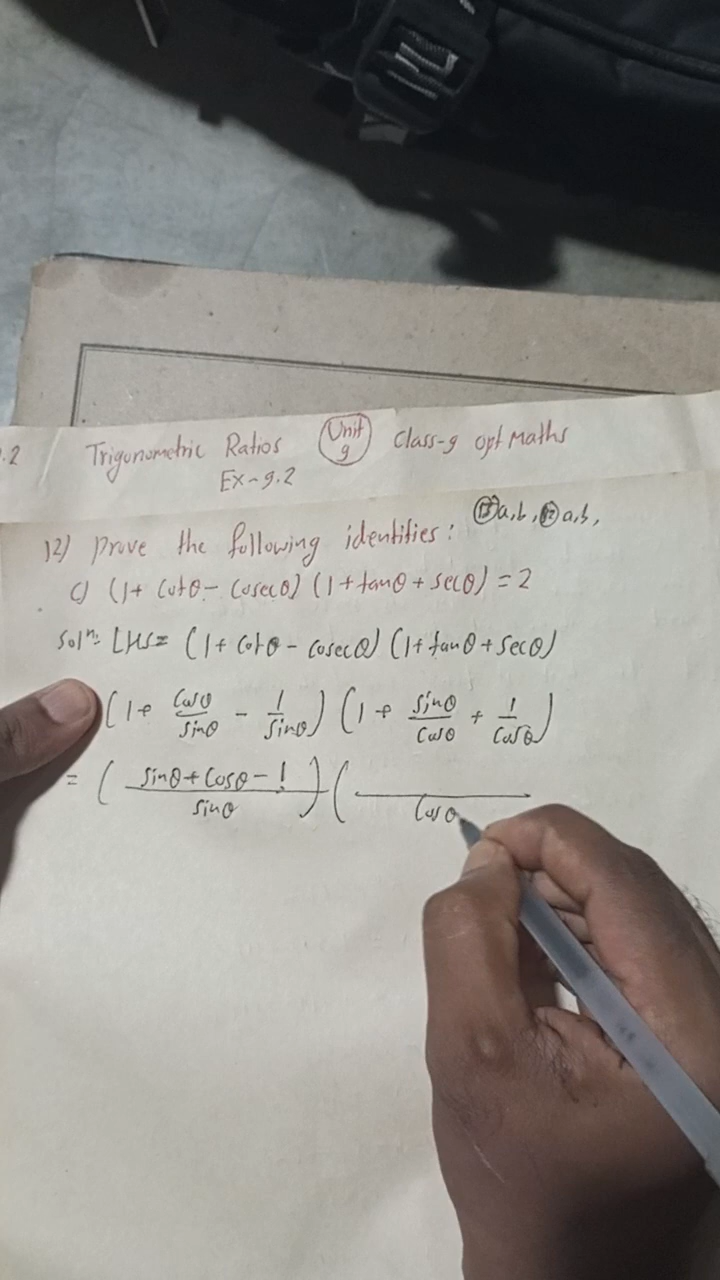 .2 Trigonometric Ratios Unit 9 Class-9 opt Maths
Ex-9.2
12) prove the following identities: (15) a,b, (12) a,b,
c) (1+ cotθ - cosecθ) (1+tanθ+secθ) = 2
Solⁿ: LHS= (1+ cotθ - cosecθ) (1+tanθ+secθ)
(1+ cosθ/sinθ - 1/sinθ) (1+ sinθ/cosθ + 1/cosθ)
= ( sinθ+cosθ-1/sinθ ) ( /cosθ